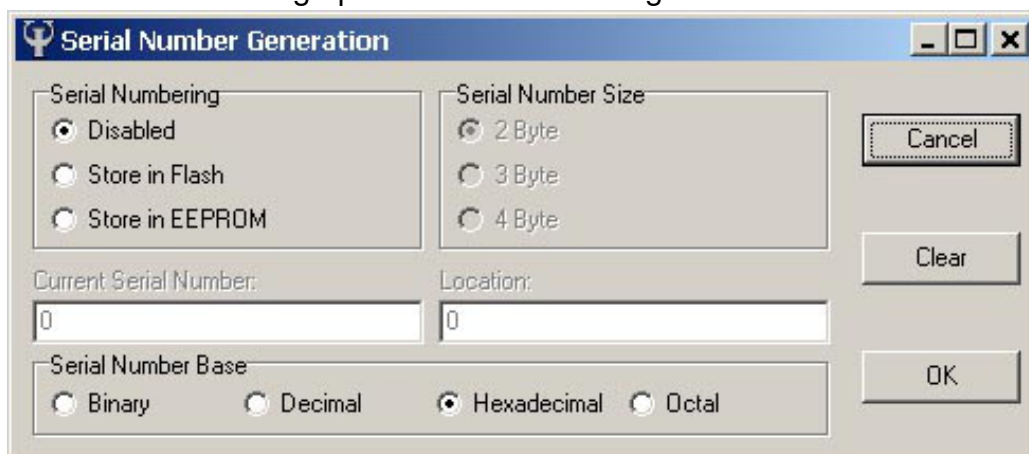 Serial Number Generation
Serial Numbering
Disabled
Store in Flash
Store in EEPROM
Serial Number Size
2 Byte
3 Byte
4 Byte
Cancel
Clear
OK
Current Serial Number:
0
Location:
0
Serial Number Base
Binary Decimal Hexadecimal Octal